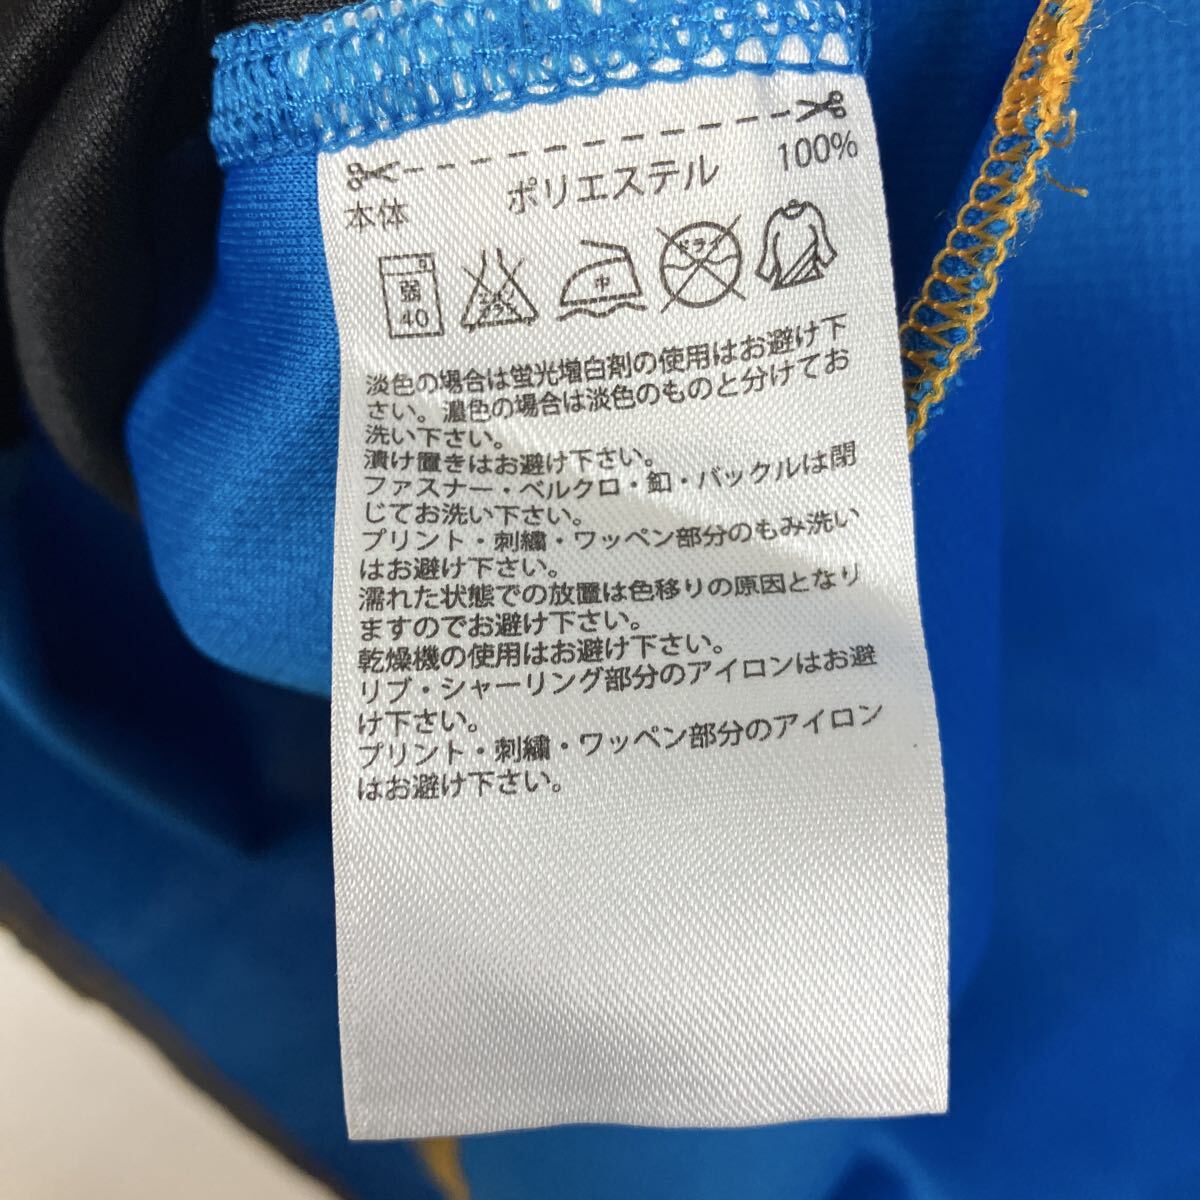 本体 ポリエステル 100%
弱
40
エンソ
サラシ
中
ドライ
淡色の場合は蛍光増白剤の使用はお避け下
さい。濃色の場合は淡色のものと分けてお
洗い下さい。
漬け置きはお避け下さい。
ファスナー・ベルクロ・釦・バックルは閉
じてお洗い下さい。
プリント・刺繍・ワッペン部分のもみ洗い
はお避け下さい。
濡れた状態での放置は色移りの原因となり
ますのでお避け下さい。
乾燥機の使用はお避け下さい。
リブ・シャーリング部分のアイロンはお避
け下さい。
プリント・刺繍・ワッペン部分のアイロン
はお避け下さい。